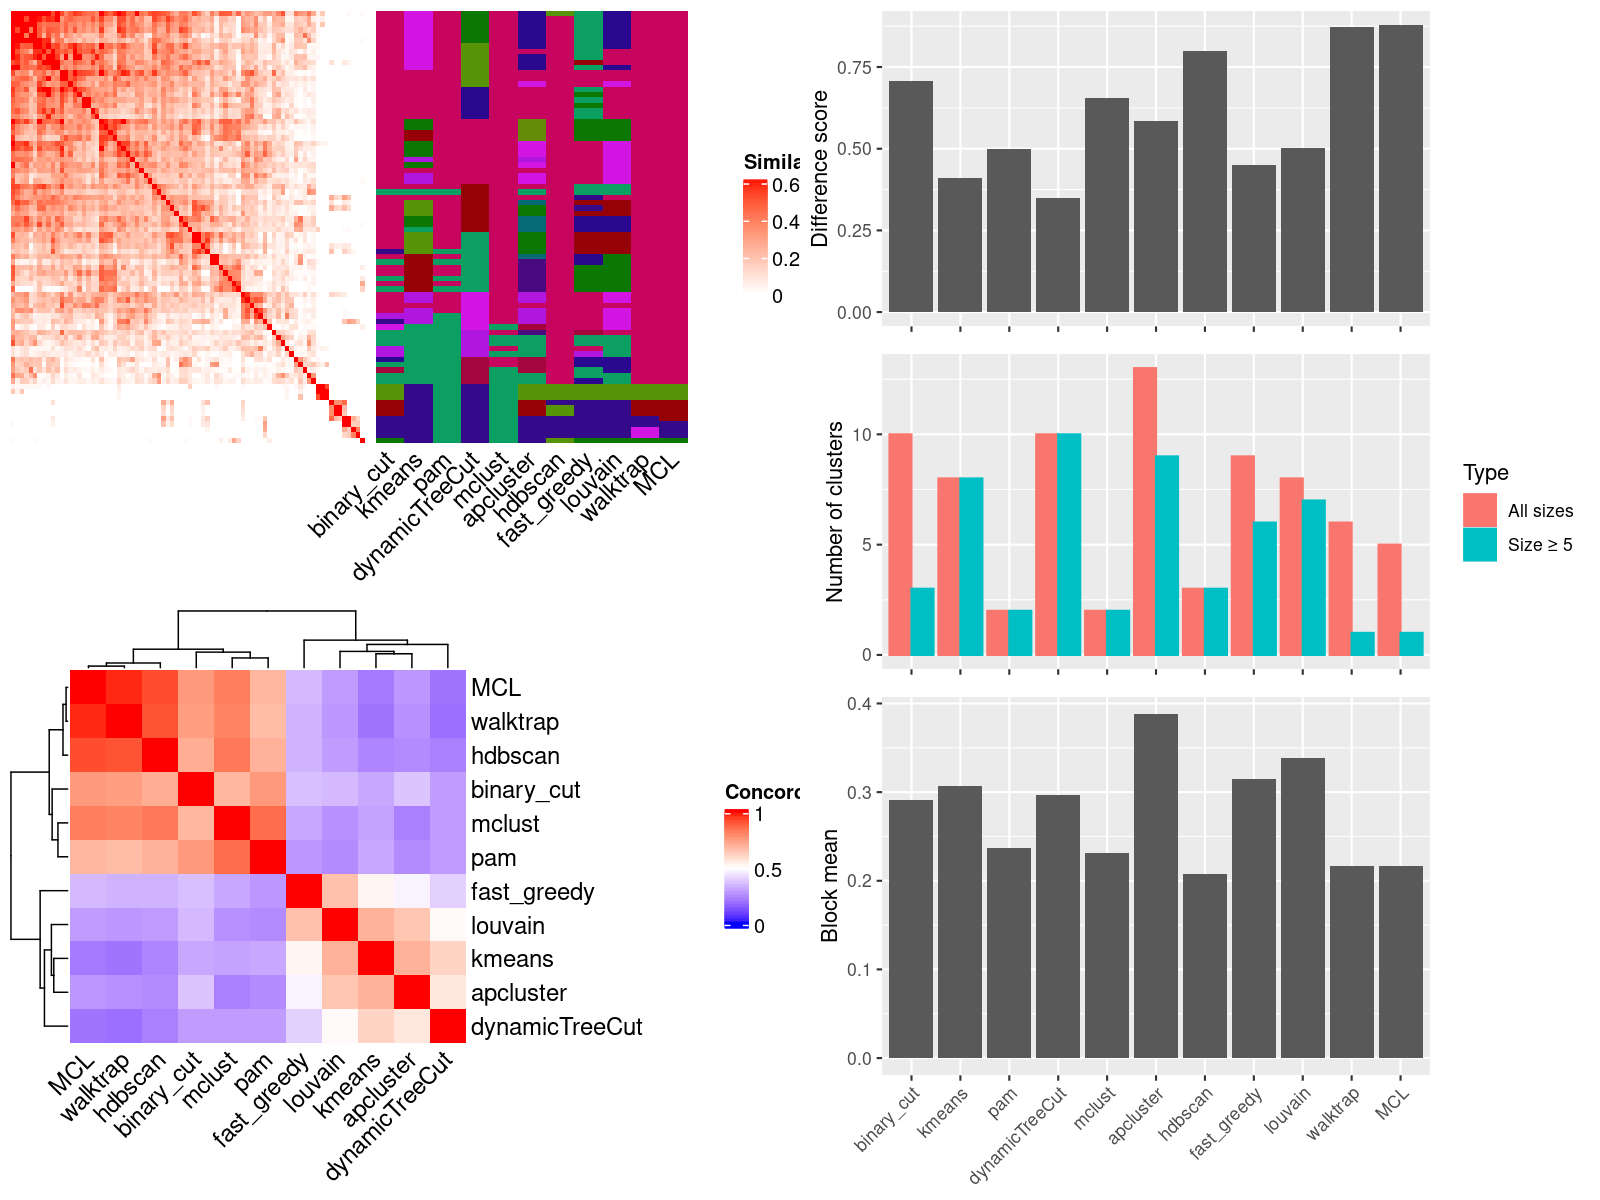 Simila
0.6
0.4
0.2
0
binary_cut
kmeans
pam
dynamicTreeCut
mclust
apcluster
hdbscan
fast_greedy
louvain
walktrap
MCL
Difference score
0.75
0.50
0.25
0.00
Number of clusters
10
5
0
Type
All sizes
Size ≥ 5
MCL
walktrap
hdbscan
binary_cut
mclust
pam
fast_greedy
louvain
kmeans
apcluster
dynamicTreeCut
MCL
walktrap
hdbscan
binary_cut
mclust
pam
fast_greedy
louvain
kmeans
apcluster
dynamicTreeCut
Concord
1
0.5
0
Block mean
0.4
0.3
0.2
0.1
0.0
binary_cut
kmeans
pam
dynamicTreeCut
mclust
apcluster
hdbscan
fast_greedy
louvain
walktrap
MCL